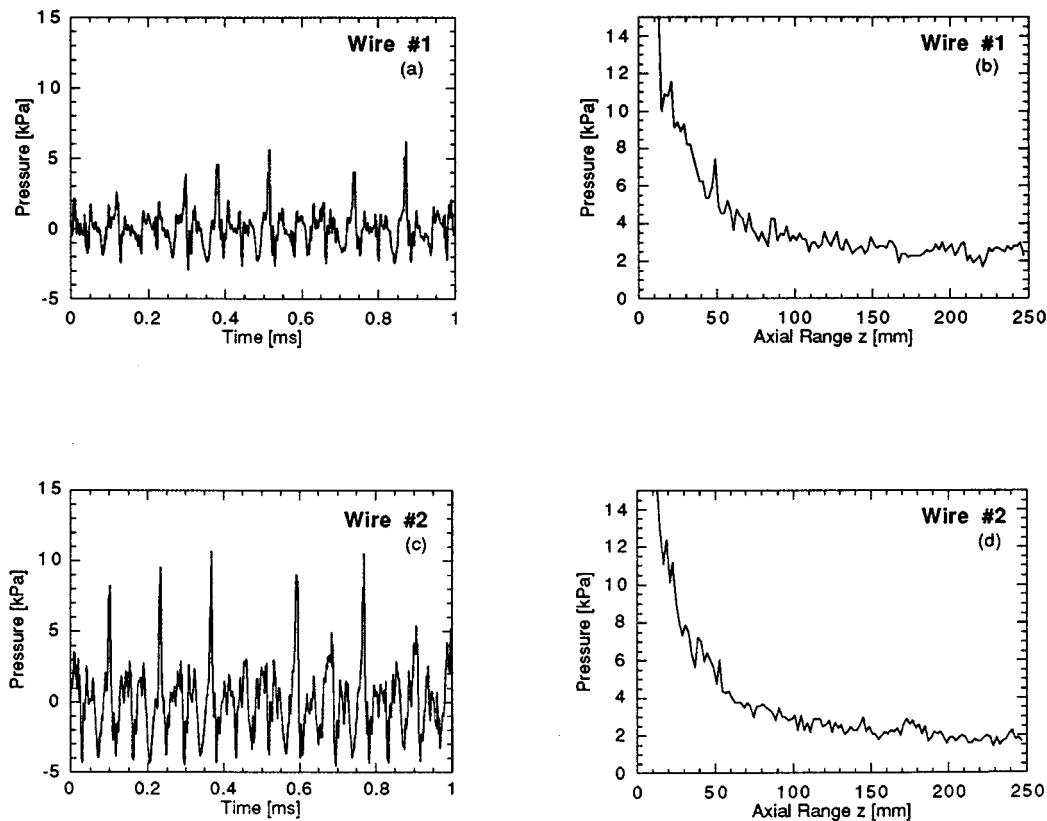 Wire #1
(a)
Pressure [kPa]
15
10
5
0
-5
0 0.2 0.4 0.6 0.8 1
Time [ms]
Wire #1
(b)
Pressure [kPa]
14
12
10
8
6
4
2
0
0 50 100 150 200 250
Axial Range z [mm]
Wire #2
(c)
Pressure [kPa]
15
10
5
0
-5
0 0.2 0.4 0.6 0.8 1
Time [ms]
Wire #2
(d)
Pressure [kPa]
14
12
10
8
6
4
2
0
0 50 100 150 200 250
Axial Range z [mm]